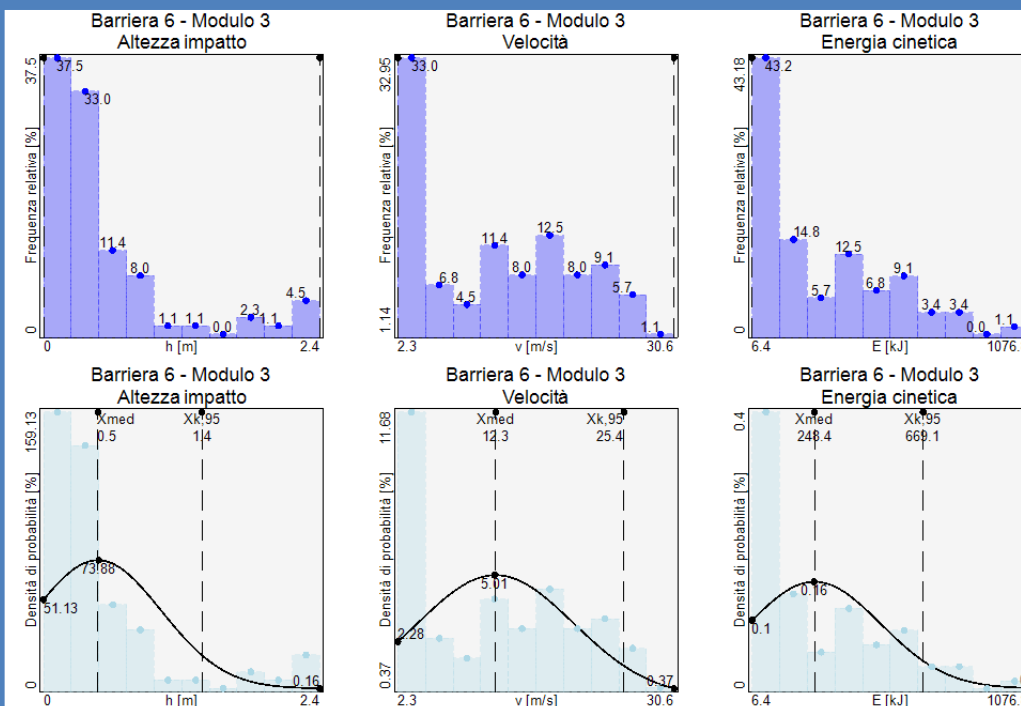 Barriera 6 - Modulo 3
Altezza impatto
37.5
37.5
33.0
11.4
8.0
1.1
1.1
0.0
2.3
1.1
4.5
Frequenza relativa [%]
0
0
h [m]
2.4
Barriera 6 - Modulo 3
Velocità
32.95
33.0
6.8
4.5
11.4
8.0
12.5
8.0
9.1
5.7
1.1
Frequenza relativa [%]
1.14
2.3
v [m/s]
30.6
Barriera 6 - Modulo 3
Energia cinetica
43.18
43.2
14.8
5.7
12.5
6.8
9.1
3.4
3.4
0.0
1.1
Frequenza relativa [%]
0
6.4
E [kJ]
1076.
Barriera 6 - Modulo 3
Altezza impatto
159.13
Xmed
0.5
Xk,95
1.4
Densità di probabilità [%]
73.88
51.13
0.16
0
0
h [m]
2.4
Barriera 6 - Modulo 3
Velocità
11.68
Xmed
12.3
Xk,95
25.4
Densità di probabilità [%]
5.01
2.28
0.37
0.37
2.3
v [m/s]
30.6
Barriera 6 - Modulo 3
Energia cinetica
0.4
Xmed
248.4
Xk,95
669.1
Densità di probabilità [%]
0.16
0.1
0
6.4
E [kJ]
1076.